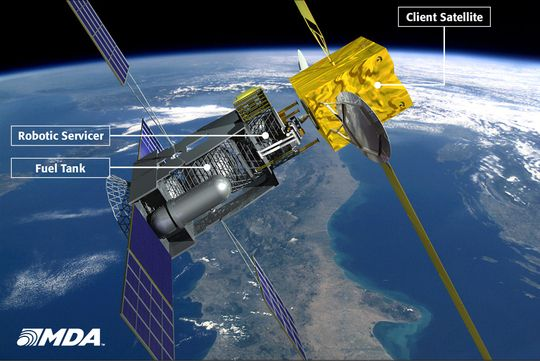 Client Satellite
Robotic Servicer
Fuel Tank
MDA